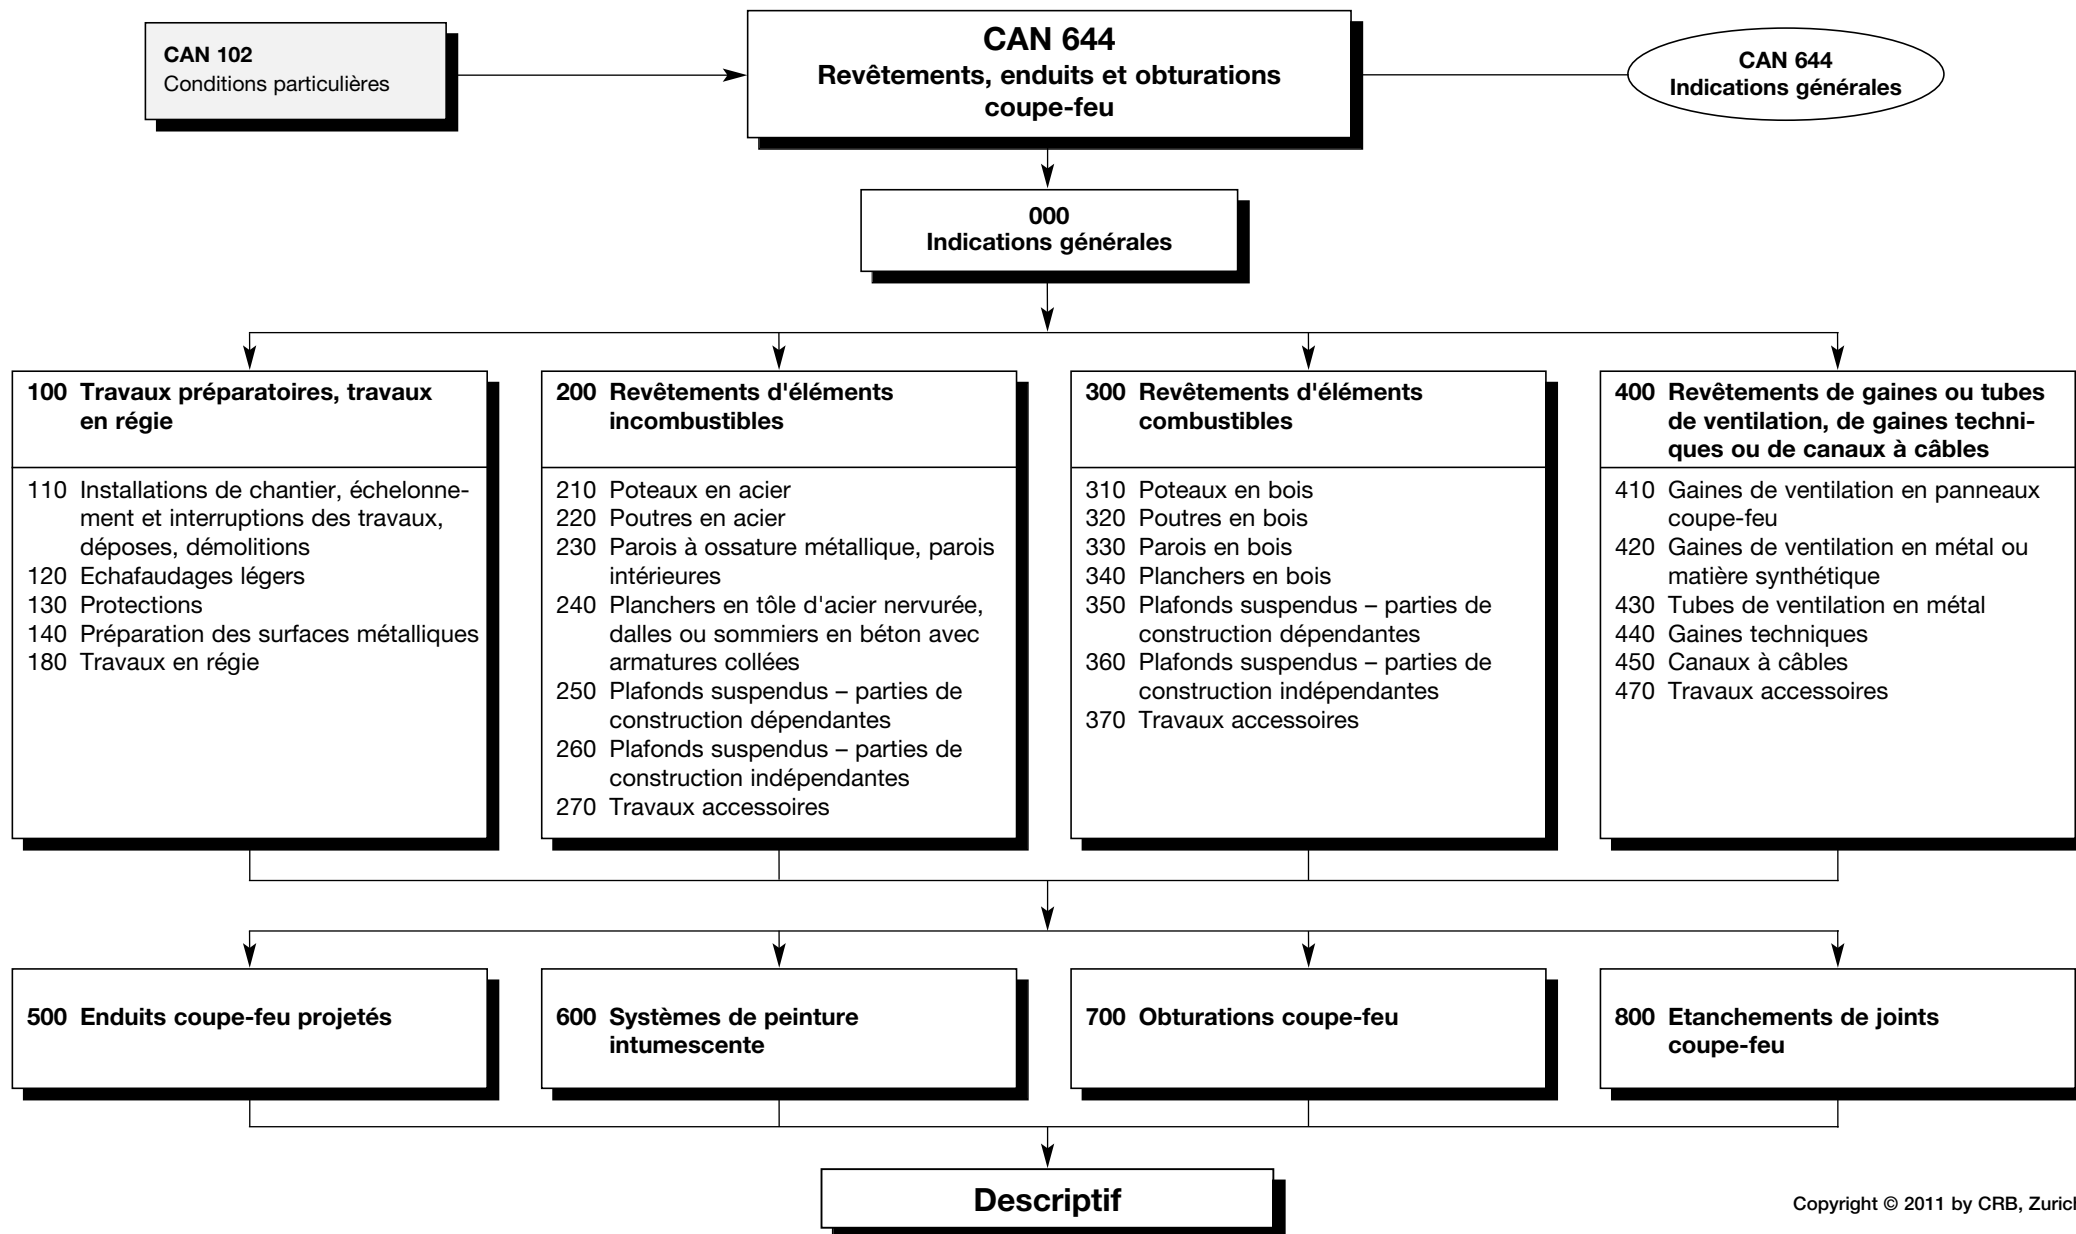 CAN 102
Conditions particulières
CAN 644
Revêtements, enduits et obturations
coupe-feu
CAN 644
Indications générales
000
Indications générales
100 Travaux préparatoires, travaux
en régie
110 Installations de chantier, échelonne-
ment et interruptions des travaux,
déposes, démolitions
120 Echafaudages légers
130 Protections
140 Préparation des surfaces métalliques
180 Travaux en régie
200 Revêtements d'éléments
incombustibles
210 Poteaux en acier
220 Poutres en acier
230 Parois à ossature métallique, parois
intérieures
240 Planchers en tôle d'acier nervurée,
dalles ou sommiers en béton avec
armatures collées
250 Plafonds suspendus – parties de
construction dépendantes
260 Plafonds suspendus – parties de
construction indépendantes
270 Travaux accessoires
300 Revêtements d'éléments
combustibles
310 Poteaux en bois
320 Poutres en bois
330 Parois en bois
340 Planchers en bois
350 Plafonds suspendus – parties de
construction dépendantes
360 Plafonds suspendus – parties de
construction indépendantes
370 Travaux accessoires
400 Revêtements de gaines ou tubes
de ventilation, de gaines techni-
ques ou de canaux à câbles
410 Gaines de ventilation en panneaux
coupe-feu
420 Gaines de ventilation en métal ou
matière synthétique
430 Tubes de ventilation en métal
440 Gaines techniques
450 Canaux à câbles
470 Travaux accessoires
500 Enduits coupe-feu projetés
600 Systèmes de peinture
intumescente
700 Obturations coupe-feu
800 Etanchements de joints
coupe-feu
Descriptif
Copyright © 2011 by CRB, Zurich